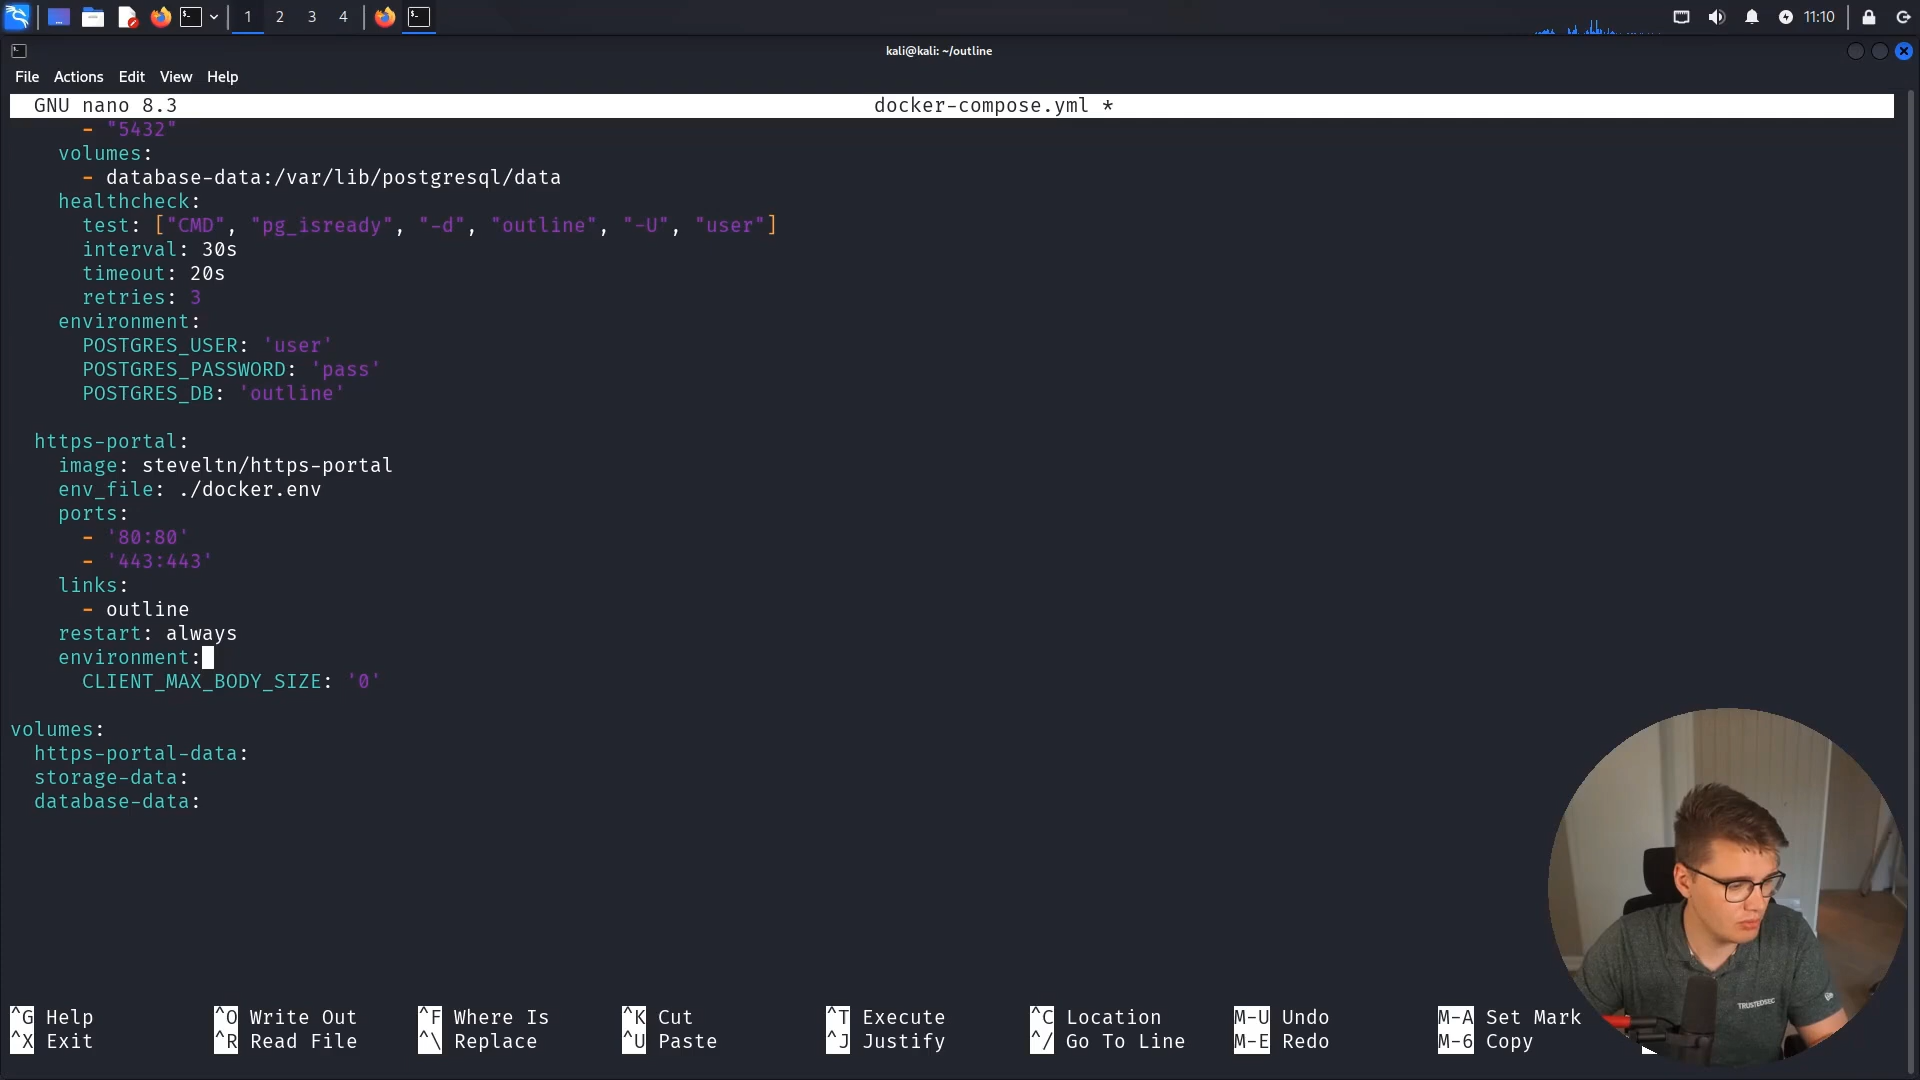 1 2 3 4 11:10
kali@kali: ~/outline
File Actions Edit View Help
GNU nano 8.3 docker-compose.yml *
- "5432"
volumes:
- database-data:/var/lib/postgresql/data
healthcheck:
test: ["CMD", "pg_isready", "-d", "outline", "-U", "user"]
interval: 30s
timeout: 20s
retries: 3
environment:
POSTGRES_USER: 'user'
POSTGRES_PASSWORD: 'pass'
POSTGRES_DB: 'outline'
https-portal:
image: steveltn/https-portal
env_file: ./docker.env
ports:
- '80:80'
- '443:443'
links:
- outline
restart: always
environment:
CLIENT_MAX_BODY_SIZE: '0'
volumes:
https-portal-data:
storage-data:
database-data:
TRUSTEDSEC
^G Help ^O Write Out ^F Where Is ^K Cut ^T Execute ^C Location M-U Undo M-A Set Mark
^X Exit ^R Read File ^\ Replace ^U Paste ^J Justify ^/ Go To Line M-E Redo M-6 Copy